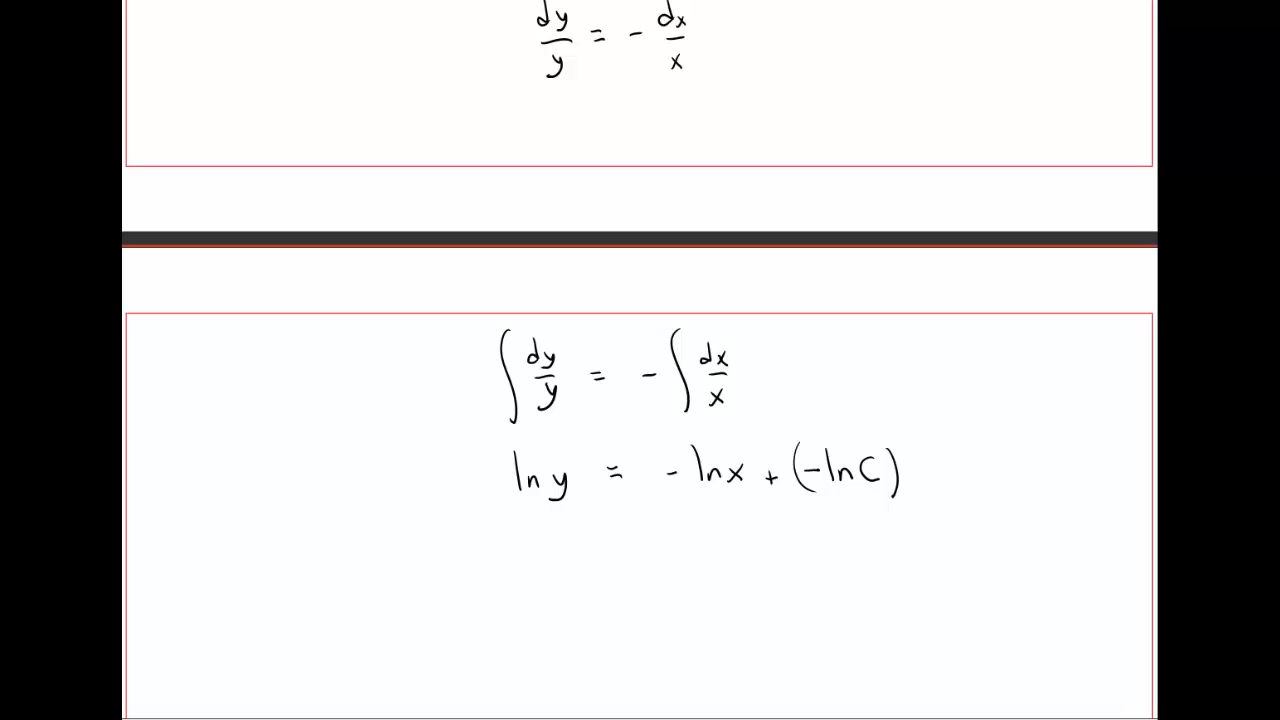 dy/y = - dx/x
∫ dy/y = - ∫ dx/x
ln y = - ln x + (- ln C)